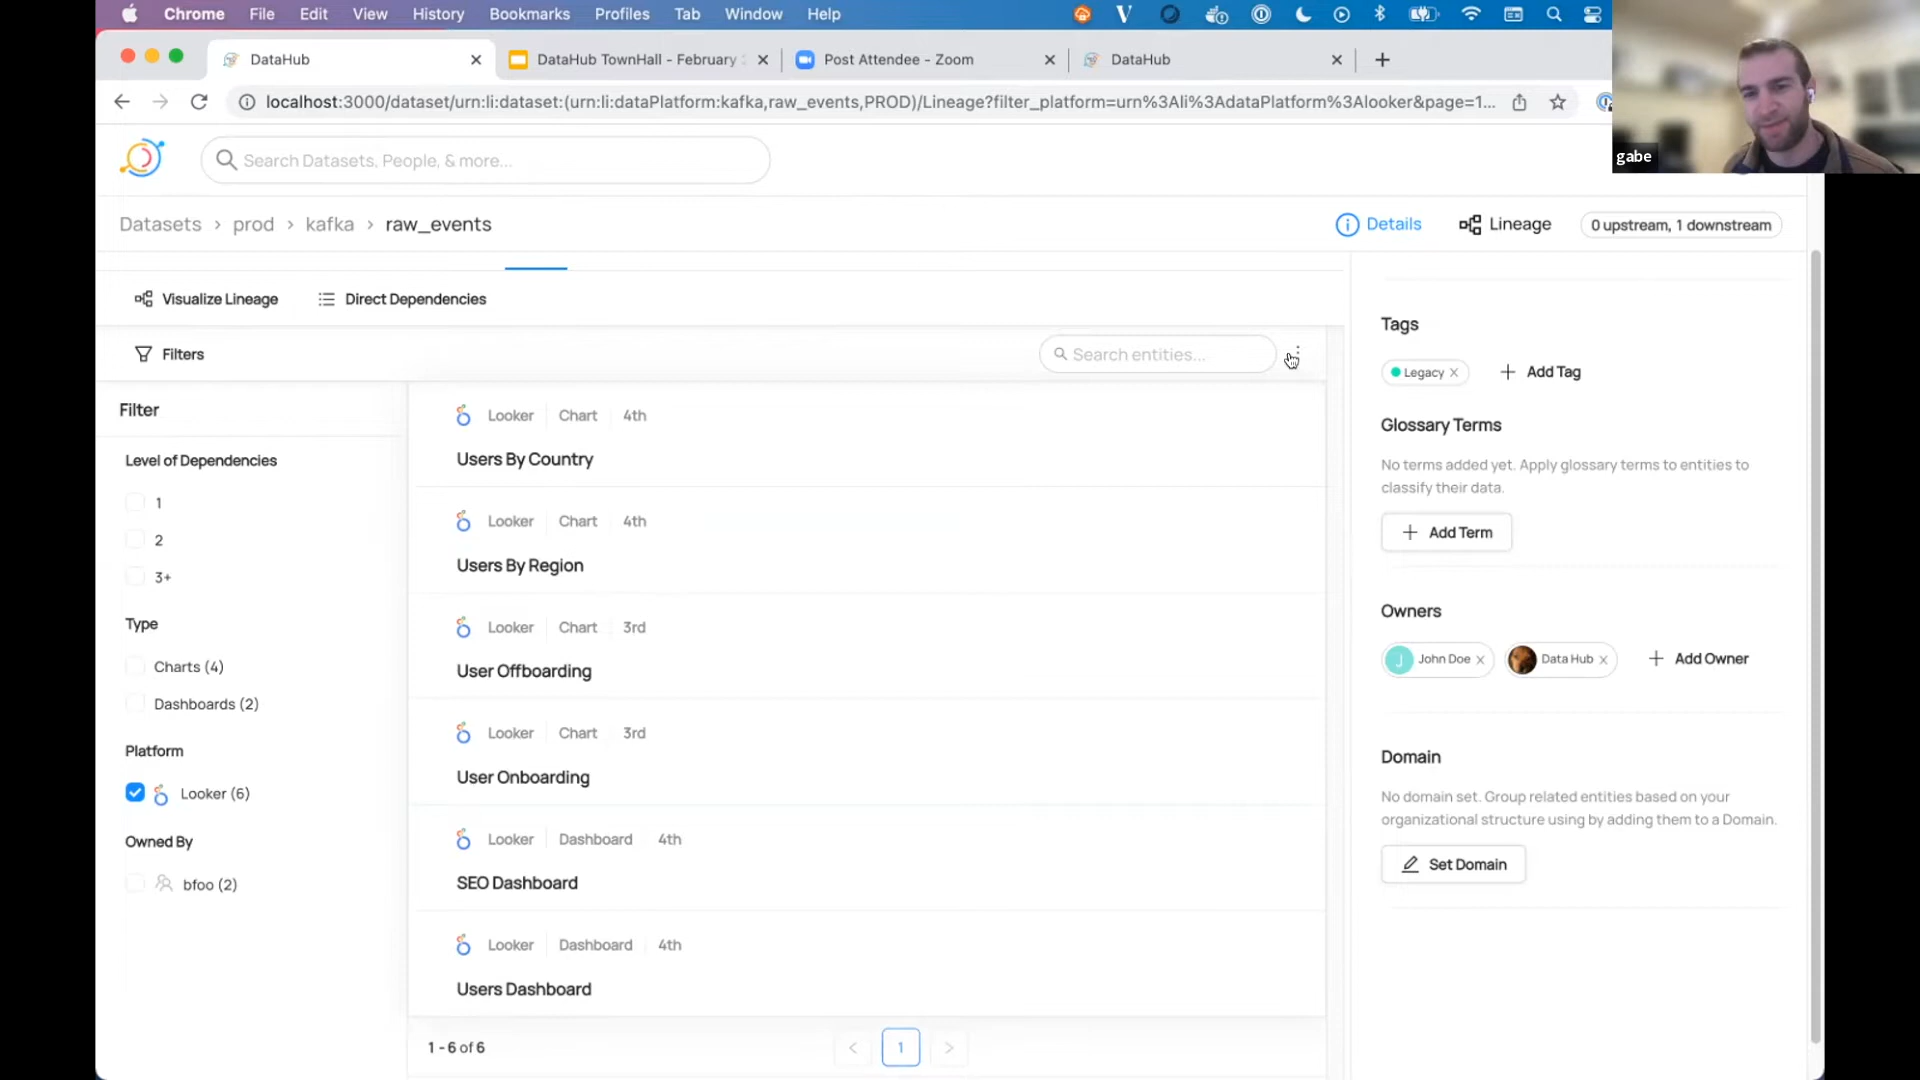 Chrome File Edit View History Bookmarks Profiles Tab Window Help
DataHub
DataHub TownHall - February
Post Attendee - Zoom
DataHub
localhost:3000/dataset/urn:li:dataset:(urn:li:dataPlatform:kafka,raw_events,PROD)/Lineage?filter_platform=urn%3Ali%3AdataPlatform%3Alooker&page=1...
gabe
Search Datasets, People, & more...
Datasets > prod > kafka > raw_events
Details
Lineage
0 upstream, 1 downstream
Visualize Lineage
Direct Dependencies
Filters
Search entities...
Filter
Level of Dependencies
1
2
3+
Type
Charts (4)
Dashboards (2)
Platform
Looker (6)
Owned By
bfoo (2)
Looker Chart 4th
Users By Country
Looker Chart 4th
Users By Region
Looker Chart 3rd
User Offboarding
Looker Chart 3rd
User Onboarding
Looker Dashboard 4th
SEO Dashboard
Looker Dashboard 4th
Users Dashboard
1 - 6 of 6
< 1 >
Tags
Legacy
+ Add Tag
Glossary Terms
No terms added yet. Apply glossary terms to entities to
classify their data.
+ Add Term
Owners
J John Doe
Data Hub
+ Add Owner
Domain
No domain set. Group related entities based on your
organizational structure using by adding them to a Domain.
Set Domain